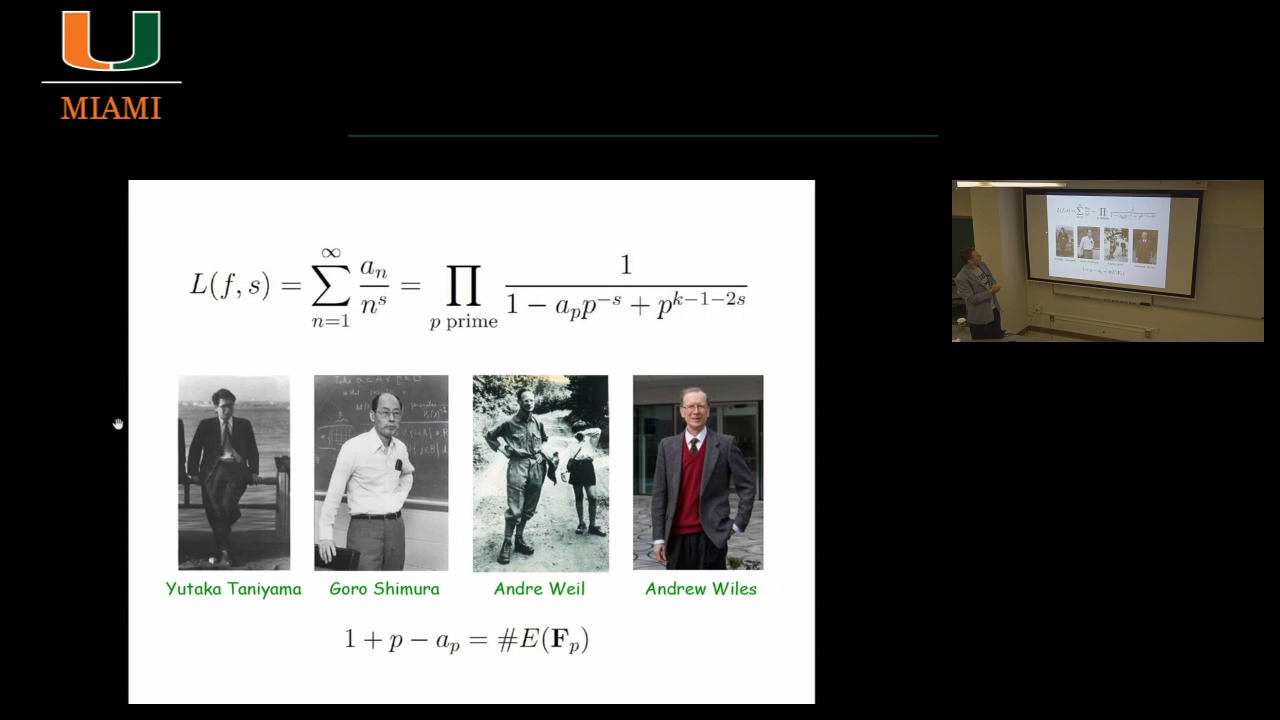 MIAMI
L(f, s) = ∑_{n=1}^{∞} a_n / n^s = ∏_{p prime} 1 / (1 − a_p p^{−s} + p^{k−1−2s})
Yutaka Taniyama Goro Shimura Andre Weil Andrew Wiles
1 + p − a_p = #E(𝐅_p)